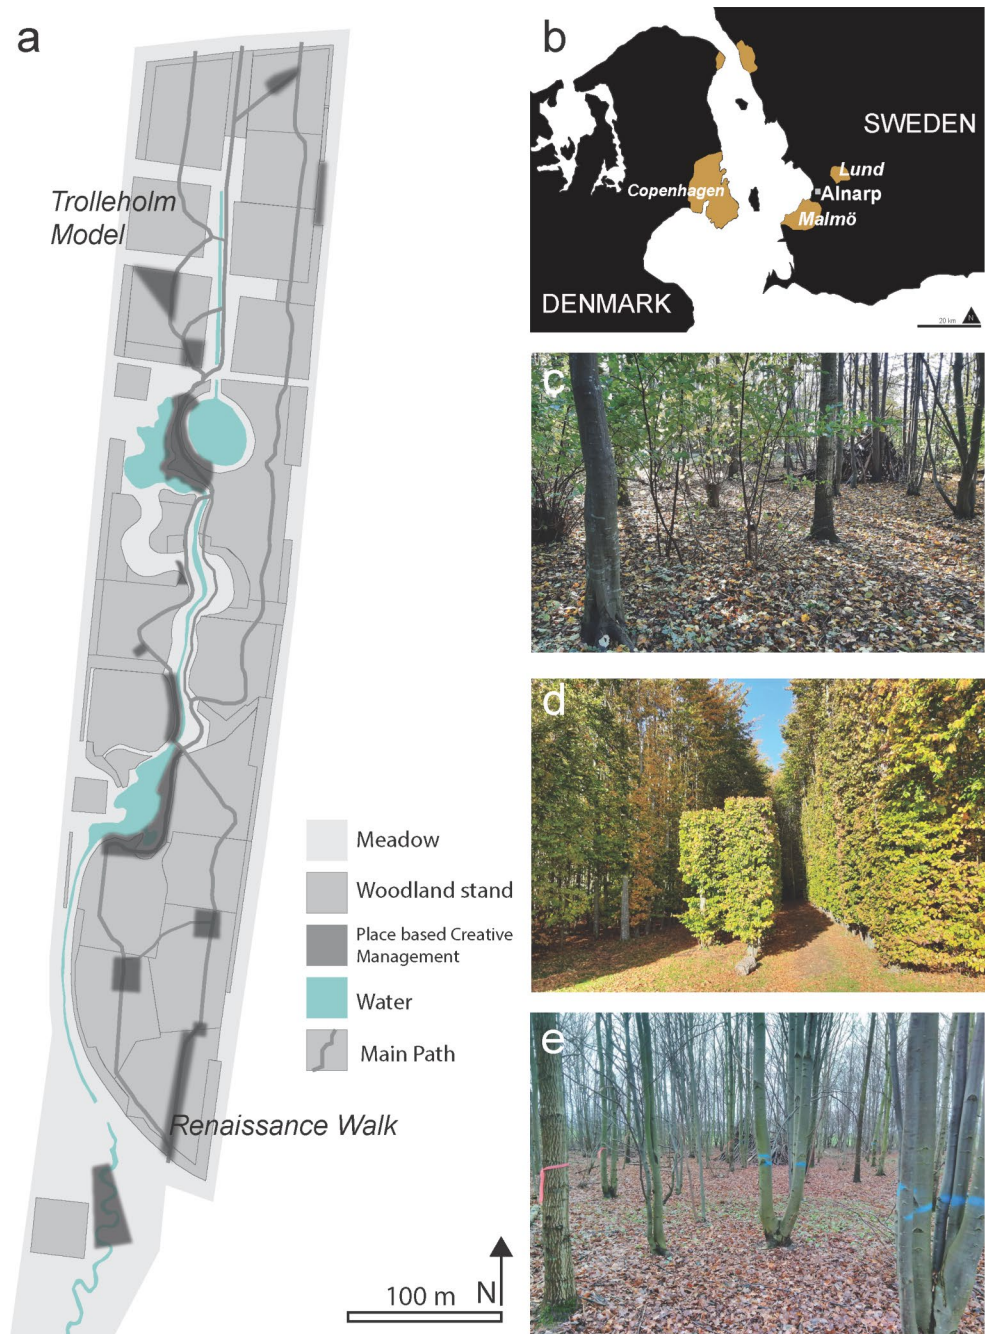 a
Trolleholm
Model
Meadow
Woodland stand
Place based Creative
Management
Water
Main Path
Renaissance Walk
100 m
N
b
SWEDEN
Lund
Copenhagen
Alnarp
Malmö
DENMARK
20 km
N
c
d
e